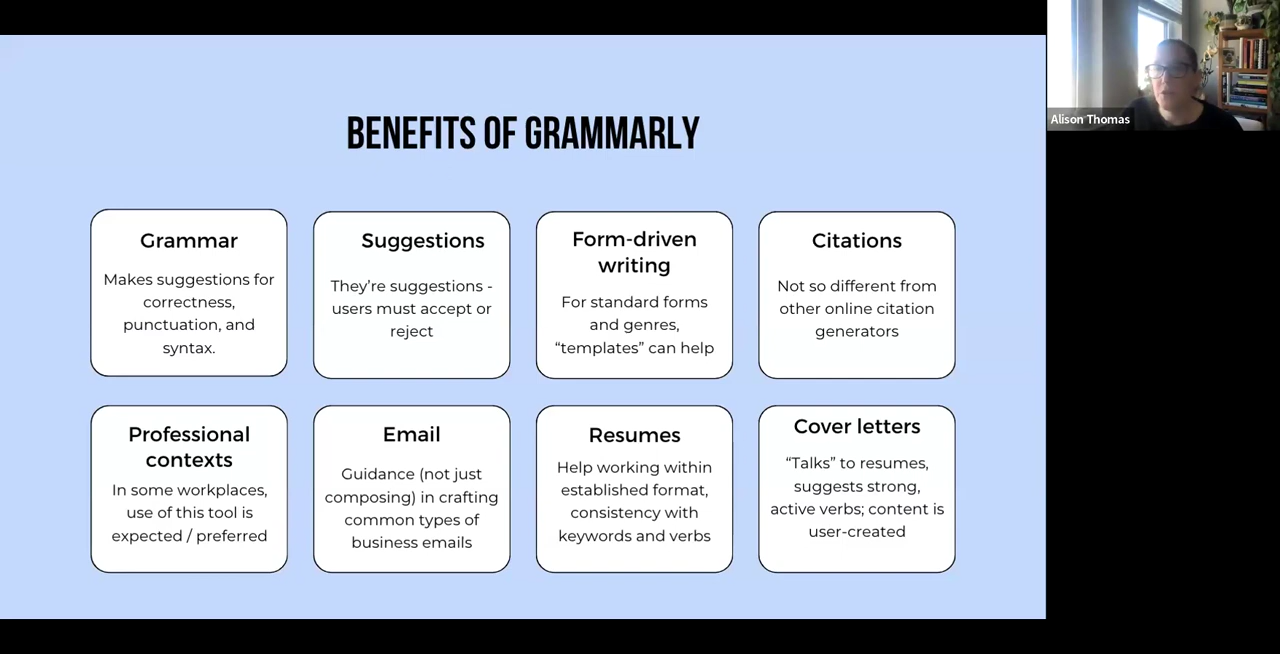 BENEFITS OF GRAMMARLY
Alison Thomas
Grammar
Makes suggestions for
correctness,
punctuation, and
syntax.
Suggestions
They're suggestions -
users must accept or
reject
Form-driven
writing
For standard forms
and genres,
“templates” can help
Citations
Not so different from
other online citation
generators
Professional
contexts
In some workplaces,
use of this tool is
expected / preferred
Email
Guidance (not just
composing) in crafting
common types of
business emails
Resumes
Help working within
established format,
consistency with
keywords and verbs
Cover letters
“Talks” to resumes,
suggests strong,
active verbs; content is
user-created